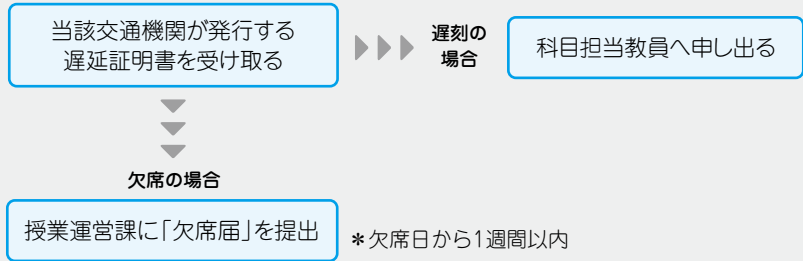 当該交通機関が発行する
遅延証明書を受け取る
遅刻の
場合
科目担当教員へ申し出る
欠席の場合
授業運営課に「欠席届」を提出
＊欠席日から1週間以内